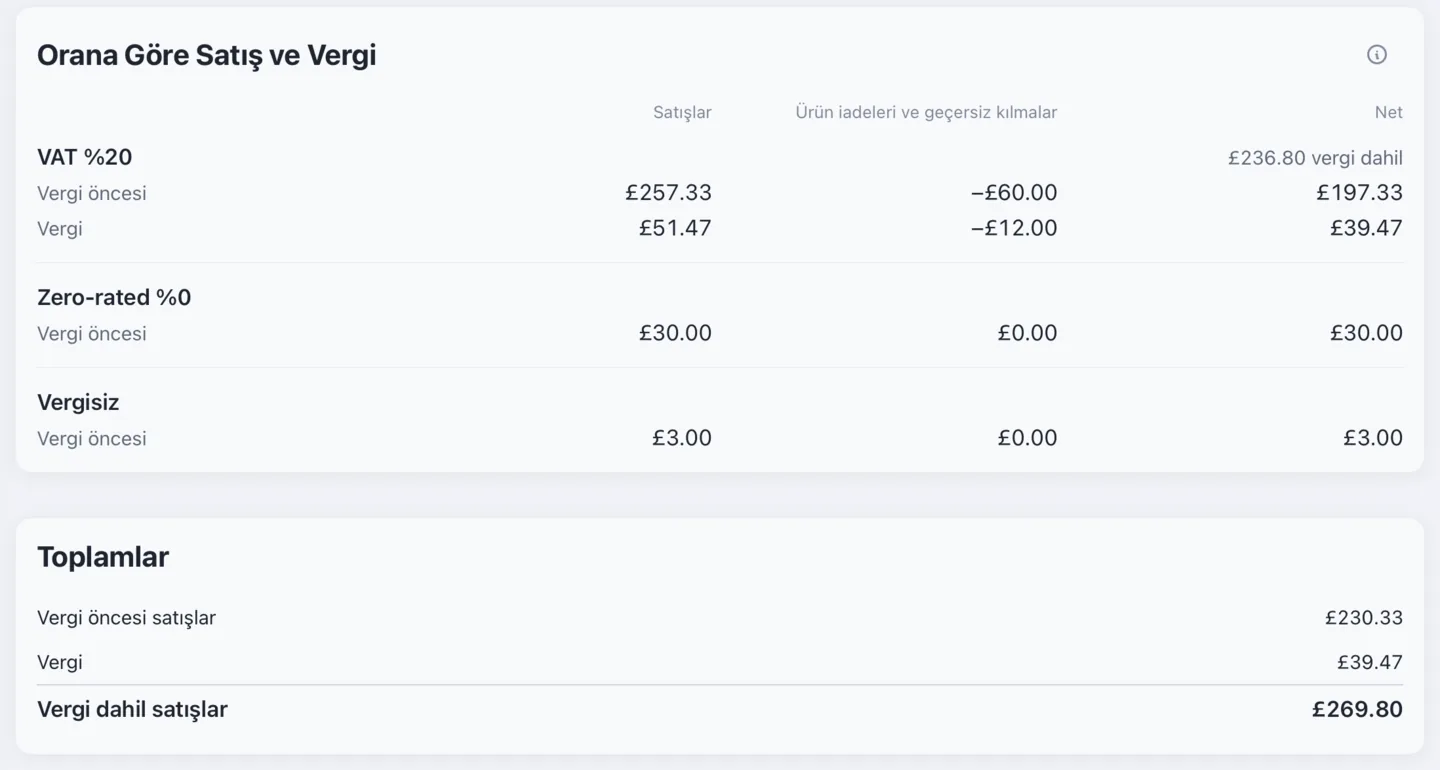 Orana Göre Satış ve Vergi
Satışlar Ürün iadeleri ve geçersiz kılmalar Net
VAT %20 £236.80 vergi dahil
Vergi öncesi £257.33 –£60.00 £197.33
Vergi £51.47 –£12.00 £39.47
Zero-rated %0
Vergi öncesi £30.00 £0.00 £30.00
Vergisiz
Vergi öncesi £3.00 £0.00 £3.00
Toplamlar
Vergi öncesi satışlar £230.33
Vergi £39.47
Vergi dahil satışlar £269.80